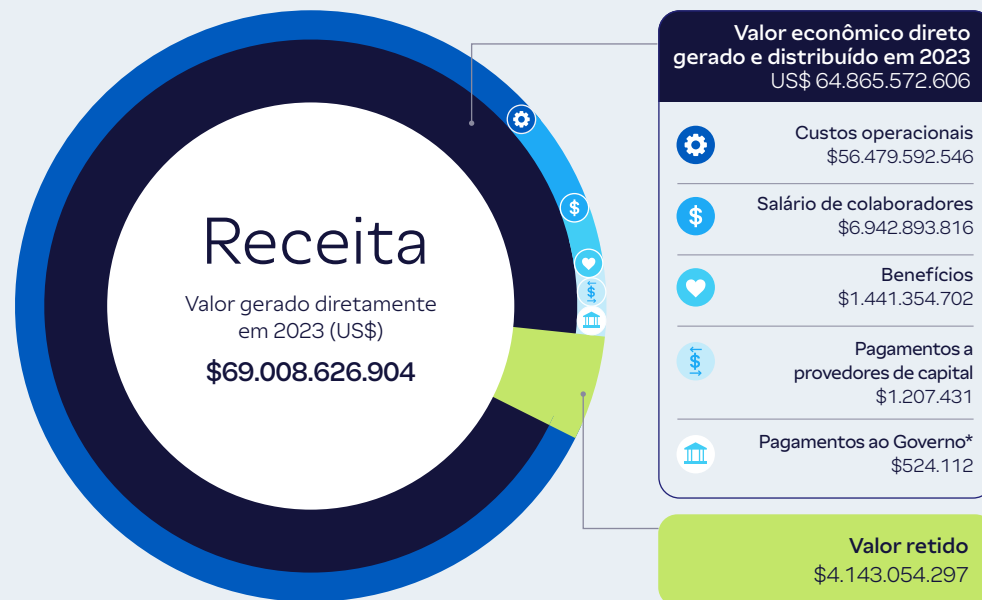 Receita
Valor gerado diretamente
em 2023 (US$)
$69.008.626.904
Valor econômico direto
gerado e distribuído em 2023
US$ 64.865.572.606
Custos operacionais
$56.479.592.546
$
Salário de colaboradores
$6.942.893.816
Benefícios
$1.441.354.702
$
Pagamentos a
provedores de capital
$1.207.431
Pagamentos ao Governo*
$524.112
Valor retido
$4.143.054.297
$
$